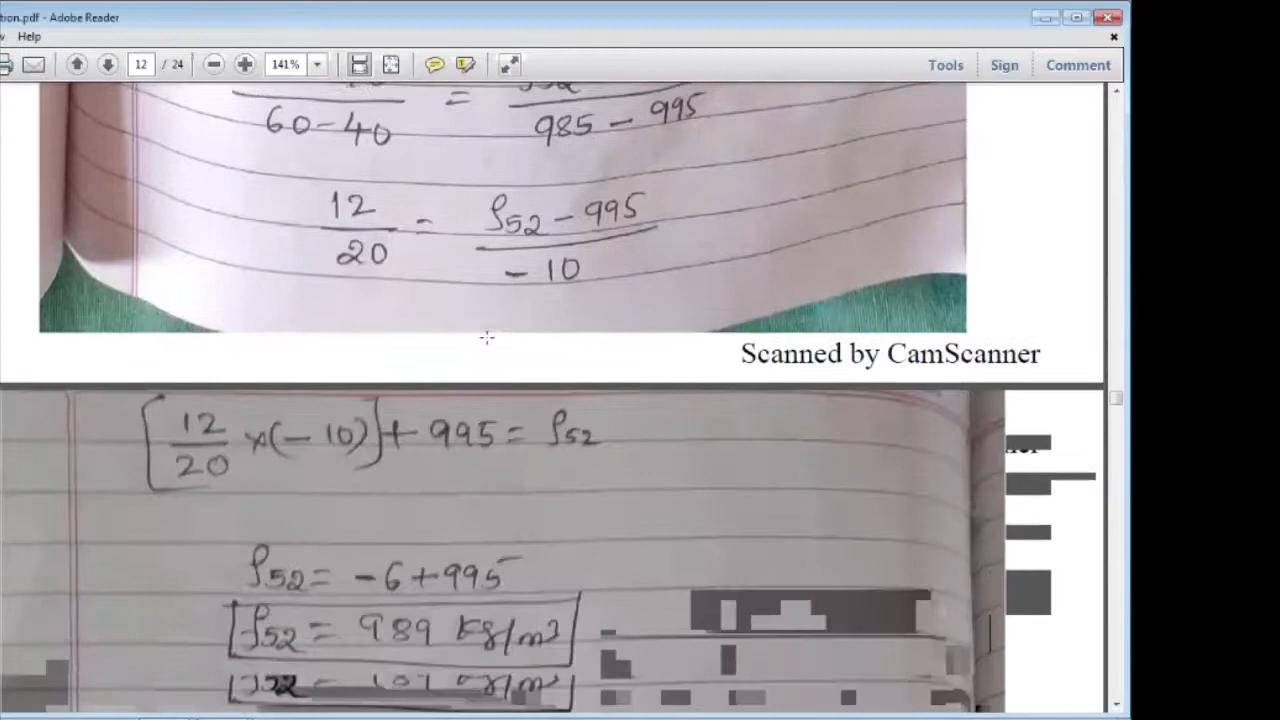 tion.pdf - Adobe Reader
Help
12 / 24 141% Tools Sign Comment
60-40 = 985 - 995
12/20 = ρ52 - 995/-10
Scanned by CamScanner
[12/20 ×(-10)] + 995 = ρ52
ρ52 = -6 + 995
ρ52 = 989 kg/m³